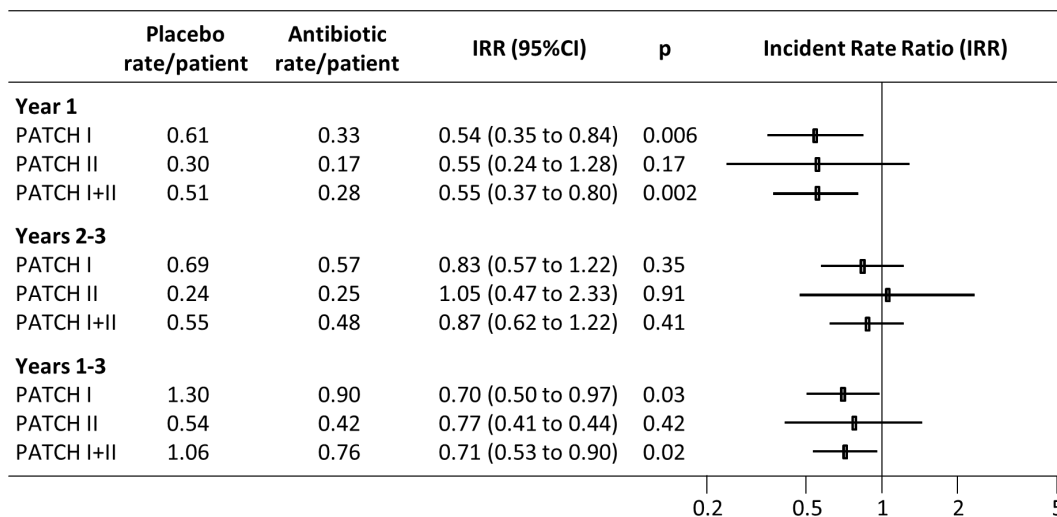 Placebo rate/patient Antibiotic rate/patient IRR (95%CI) p Incident Rate Ratio (IRR)
Year 1
PATCH I 0.61 0.33 0.54 (0.35 to 0.84) 0.006
PATCH II 0.30 0.17 0.55 (0.24 to 1.28) 0.17
PATCH I+II 0.51 0.28 0.55 (0.37 to 0.80) 0.002
Years 2-3
PATCH I 0.69 0.57 0.83 (0.57 to 1.22) 0.35
PATCH II 0.24 0.25 1.05 (0.47 to 2.33) 0.91
PATCH I+II 0.55 0.48 0.87 (0.62 to 1.22) 0.41
Years 1-3
PATCH I 1.30 0.90 0.70 (0.50 to 0.97) 0.03
PATCH II 0.54 0.42 0.77 (0.41 to 0.44) 0.42
PATCH I+II 1.06 0.76 0.71 (0.53 to 0.90) 0.02
0.2 0.5 1 2 5